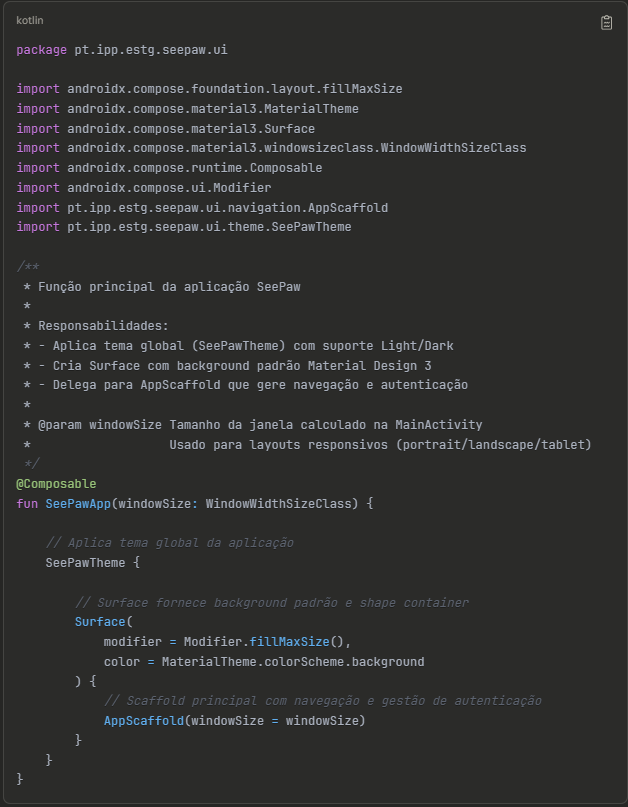 kotlin
package pt.ipp.estg.seepaw.ui
import androidx.compose.foundation.layout.fillMaxSize
import androidx.compose.material3.MaterialTheme
import androidx.compose.material3.Surface
import androidx.compose.material3.windowsizeclass.WindowWidthSizeClass
import androidx.compose.runtime.Composable
import androidx.compose.ui.Modifier
import pt.ipp.estg.seepaw.ui.navigation.AppScaffold
import pt.ipp.estg.seepaw.ui.theme.SeePawTheme
/**
 * Função principal da aplicação SeePaw
 *
 * Responsabilidades:
 * - Aplica tema global (SeePawTheme) com suporte Light/Dark
 * - Cria Surface com background padrão Material Design 3
 * - Delega para AppScaffold que gere navegação e autenticação
 *
 * @param windowSize Tamanho da janela calculado na MainActivity
 *                   Usado para layouts responsivos (portrait/landscape/tablet)
 */
@Composable
fun SeePawApp(windowSize: WindowWidthSizeClass) {
    // Aplica tema global da aplicação
    SeePawTheme {
        // Surface fornece background padrão e shape container
        Surface(
            modifier = Modifier.fillMaxSize(),
            color = MaterialTheme.colorScheme.background
        ) {
            // Scaffold principal com navegação e gestão de autenticação
            AppScaffold(windowSize = windowSize)
        }
    }
}